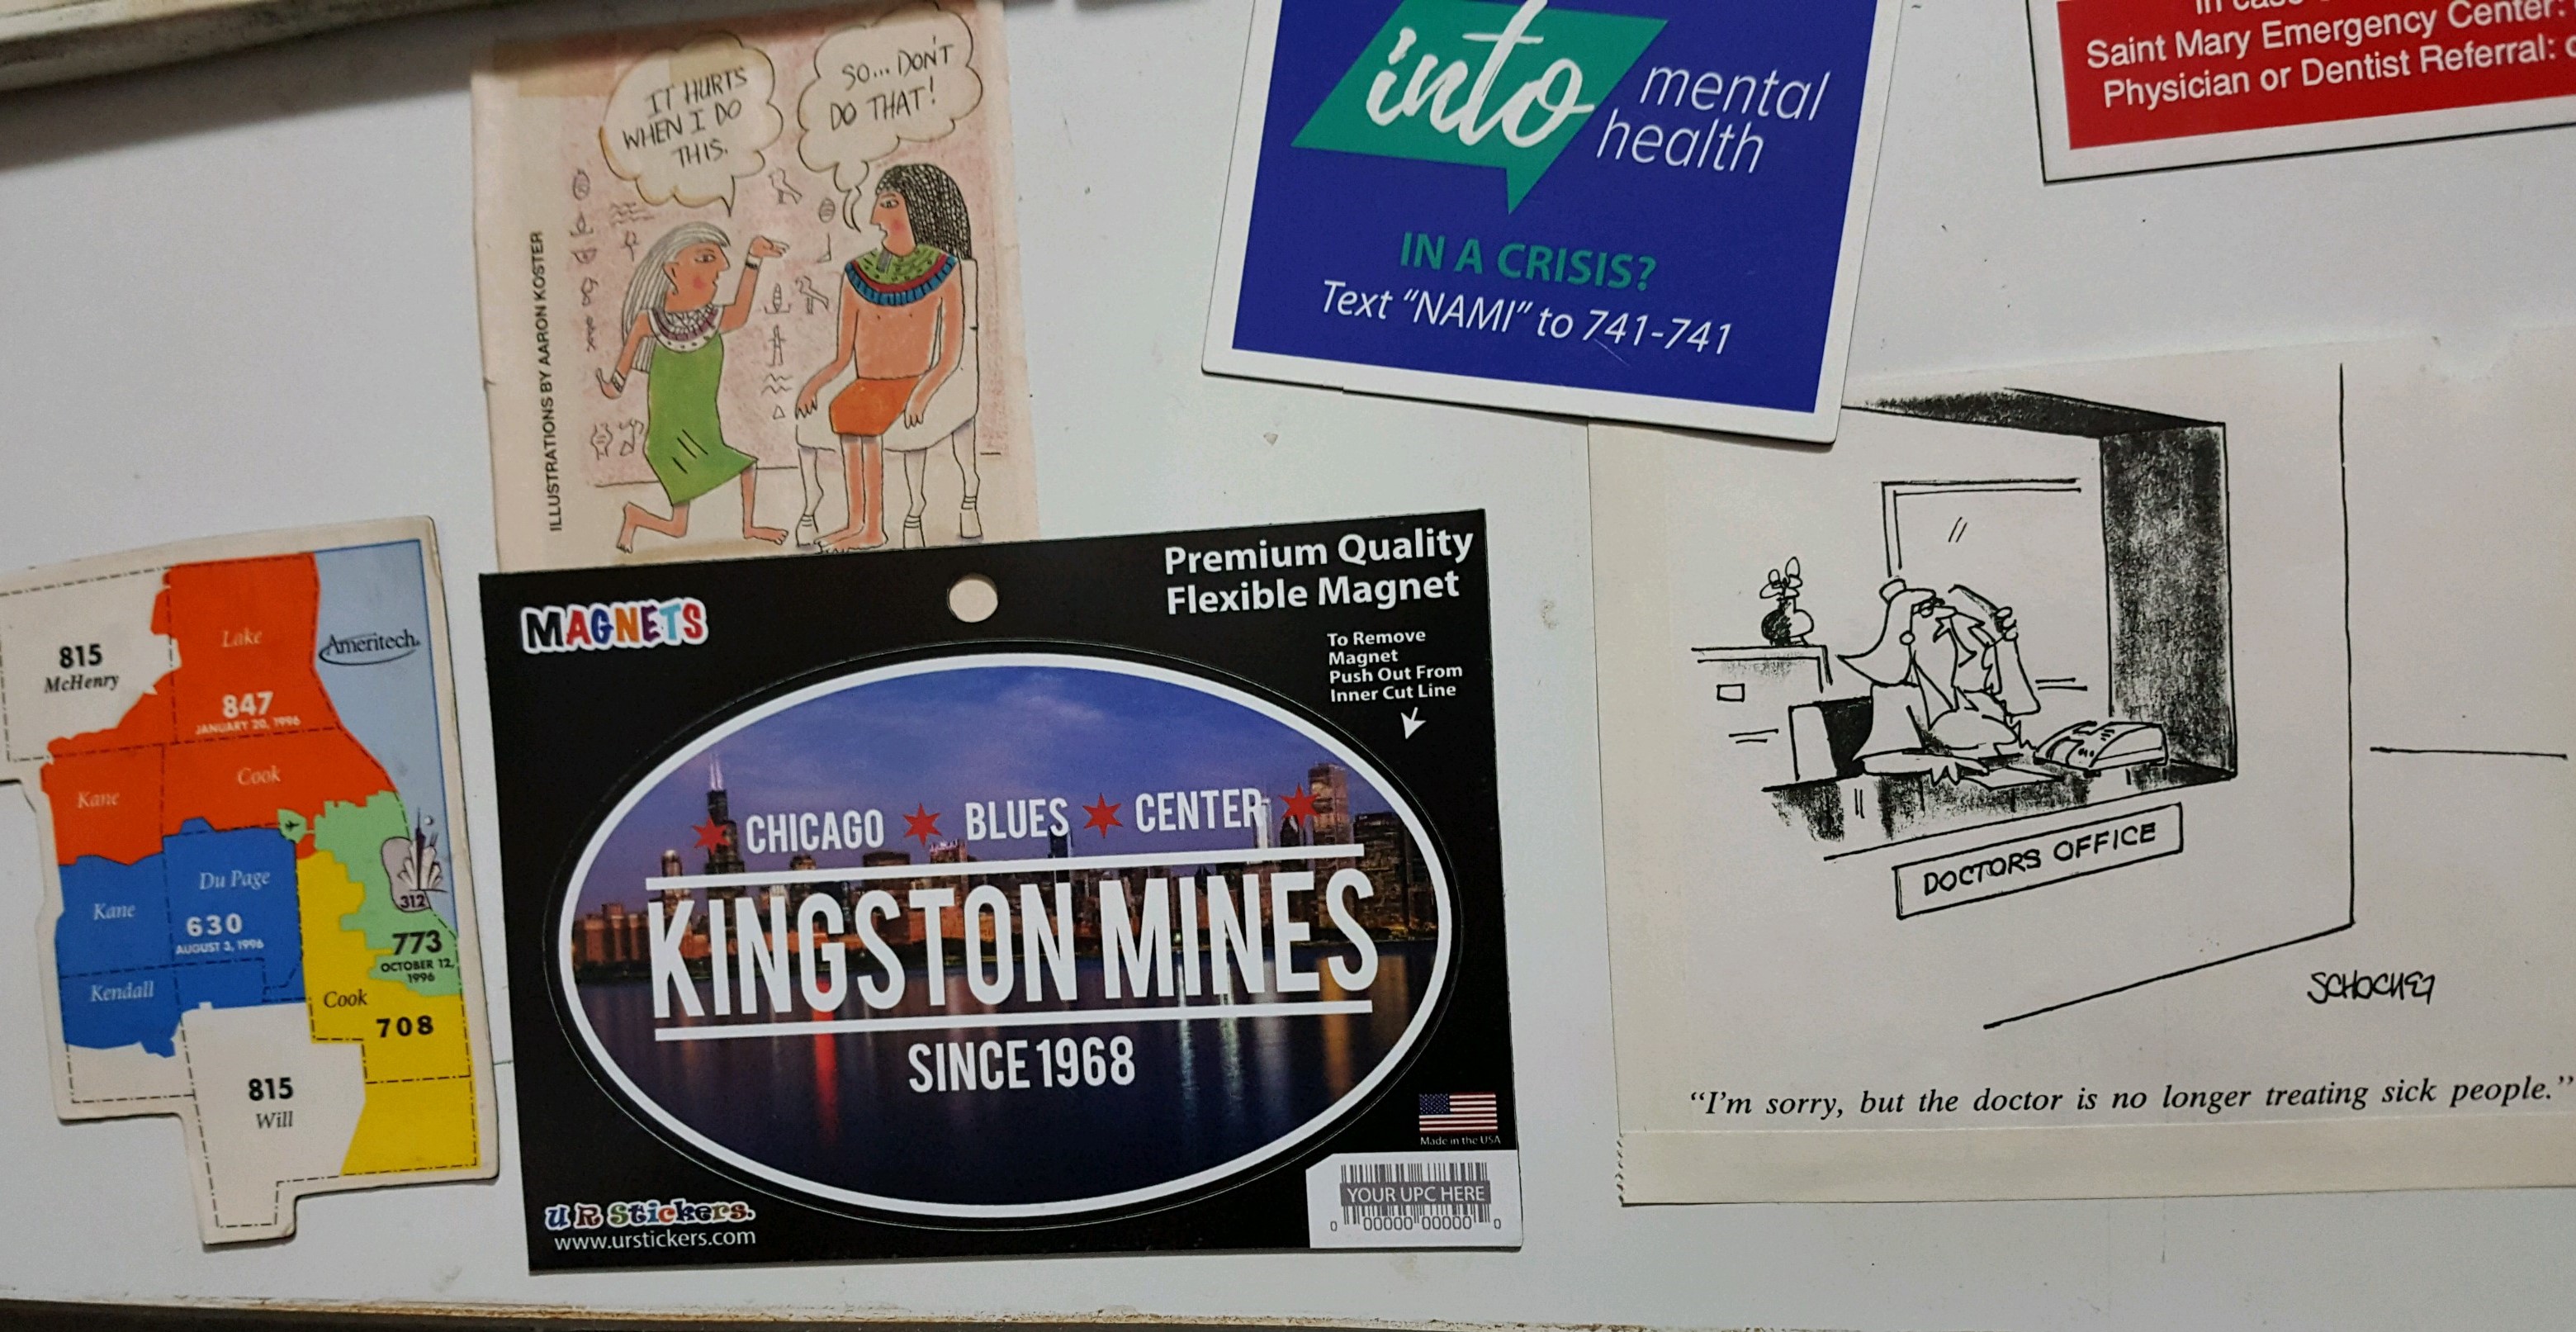 IT HURTS
WHEN I DO
THIS.
SO... DON'T
DO THAT!
ILLUSTRATIONS BY AARON KOSTER
into mental
health
IN A CRISIS?
Text “NAMI” to 741-741
Saint Mary Emergency Center:
Physician or Dentist Referral:
815
McHenry
Lake
847
JANUARY 20, 1996
Ameritech.
Kane
Cook
Kane
Du Page
630
AUGUST 3, 1996
Kendall
312
773
OCTOBER 12,
1996
Cook
708
815
Will
MAGNETS
Premium Quality
Flexible Magnet
To Remove
Magnet
Push Out From
Inner Cut Line
CHICAGO BLUES CENTER
KINGSTON MINES
SINCE 1968
Made in the USA
U R Stickers.
www.urstickers.com
YOUR UPC HERE
0 00000 00000 0
DOCTORS OFFICE
SCHOCHET
“I'm sorry, but the doctor is no longer treating sick people.”